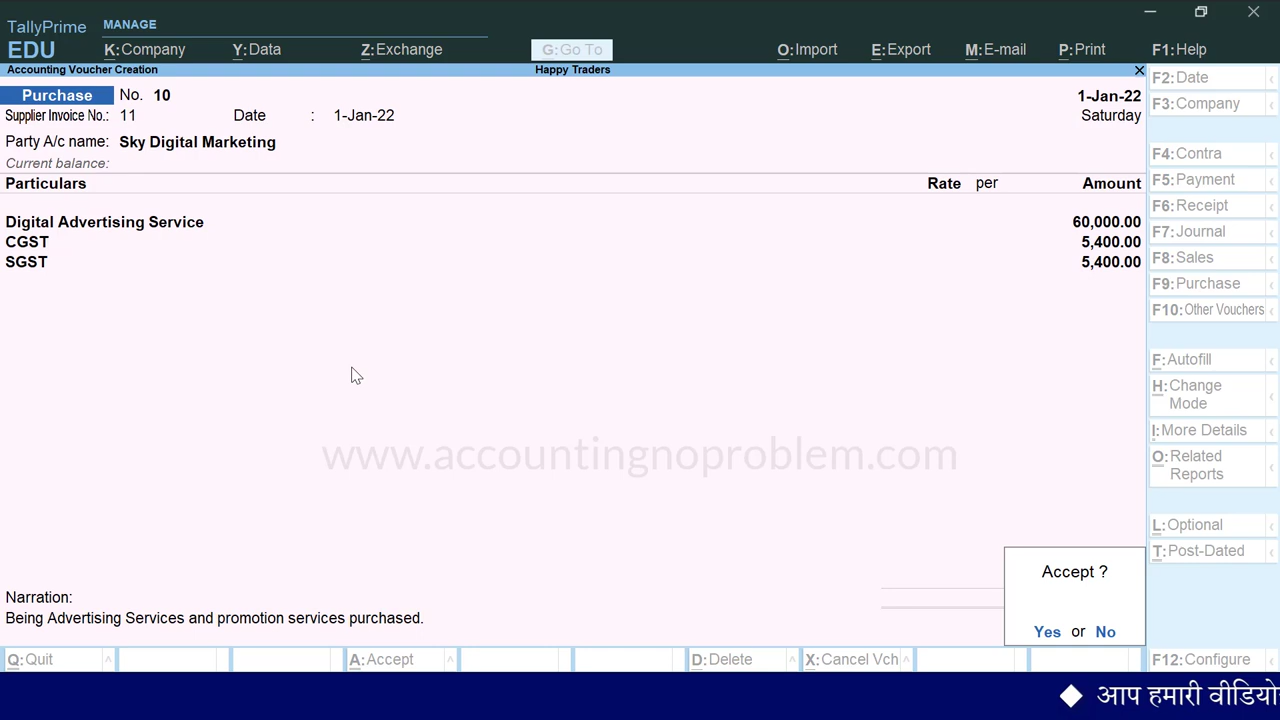 TallyPrime MANAGE
EDU K:Company Y:Data Z:Exchange G:Go To O:Import E:Export M:E-mail P:Print F1:Help
Accounting Voucher Creation Happy Traders
Purchase No. 10 1-Jan-22
Supplier Invoice No.: 11 Date : 1-Jan-22 Saturday
Party A/c name: Sky Digital Marketing
Current balance:
Particulars Rate per Amount
Digital Advertising Service 60,000.00
CGST 5,400.00
SGST 5,400.00
www.accountingnoproblem.com
Narration:
Being Advertising Services and promotion services purchased.
Accept ?
Yes or No
F2:Date
F3:Company
F4:Contra
F5:Payment
F6:Receipt
F7:Journal
F8:Sales
F9:Purchase
F10:Other Vouchers
F:Autofill
H:Change
Mode
I:More Details
O:Related
Reports
L:Optional
T:Post-Dated
Q:Quit A:Accept D:Delete X:Cancel Vch F12:Configure
आप हमारी वीडियो